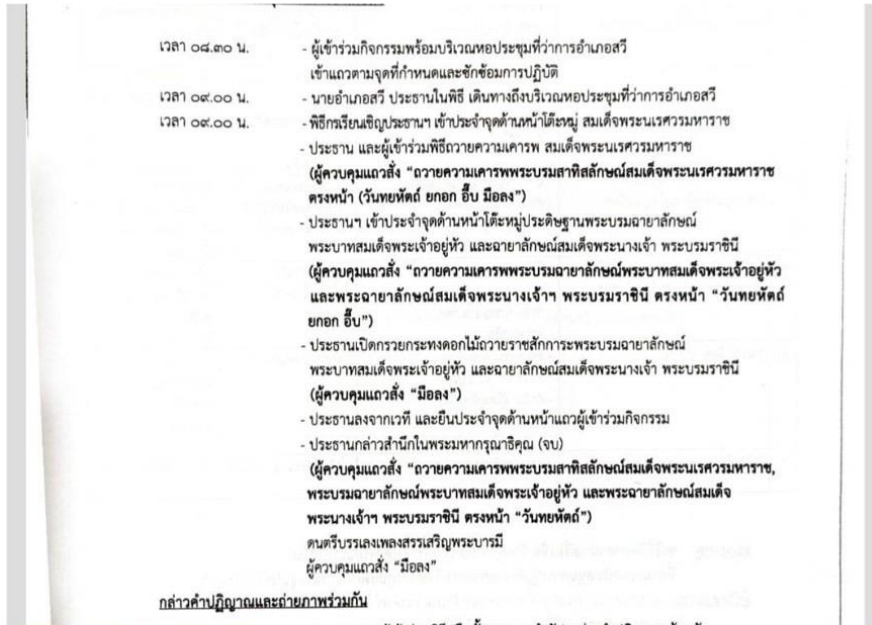 เวลา ๐๘.๓๐ น. - ผู้เข้าร่วมกิจกรรมพร้อมบริเวณหอประชุมที่ว่าการอำเภอสวี
เข้าแถวตามจุดที่กำหนดและซักซ้อมการปฏิบัติ
เวลา ๐๙.๐๐ น. - นายอำเภอสวี ประธานในพิธี เดินทางถึงบริเวณหอประชุมที่ว่าการอำเภอสวี
เวลา ๐๙.๐๐ น. - พิธีกรเรียนเชิญประธานฯ เข้าประจำจุดด้านหน้าโต๊ะหมู่ สมเด็จพระนเรศวรมหาราช
- ประธาน และผู้เข้าร่วมพิธีถวายความเคารพ สมเด็จพระนเรศวรมหาราช
(ผู้ควบคุมแถวสั่ง “ถวายความเคารพพระบรมสาทิสลักษณ์สมเด็จพระนเรศวรมหาราช
ตรงหน้า (วันทยหัตถ์ ยกอก อึ๊บ มือลง”)
- ประธานฯ เข้าประจำจุดด้านหน้าโต๊ะหมู่ประดิษฐานพระบรมฉายาลักษณ์
พระบาทสมเด็จพระเจ้าอยู่หัว และฉายาลักษณ์สมเด็จพระนางเจ้า พระบรมราชินี
(ผู้ควบคุมแถวสั่ง “ถวายความเคารพพระบรมฉายาลักษณ์พระบาทสมเด็จพระเจ้าอยู่หัว
และพระฉายาลักษณ์สมเด็จพระนางเจ้าฯ พระบรมราชินี ตรงหน้า “วันทยหัตถ์
ยกอก อึ๊บ”)
- ประธานเปิดกรวยกระทงดอกไม้ถวายราชสักการะพระบรมฉายาลักษณ์
พระบาทสมเด็จพระเจ้าอยู่หัว และฉายาลักษณ์สมเด็จพระนางเจ้า พระบรมราชินี
(ผู้ควบคุมแถวสั่ง “มือลง”)
- ประธานลงจากเวที และยืนประจำจุดด้านหน้าแถวผู้เข้าร่วมกิจกรรม
- ประธานกล่าวสำนึกในพระมหากรุณาธิคุณ (จบ)
(ผู้ควบคุมแถวสั่ง “ถวายความเคารพพระบรมสาทิสลักษณ์สมเด็จพระนเรศวรมหาราช,
พระบรมฉายาลักษณ์พระบาทสมเด็จพระเจ้าอยู่หัว และพระฉายาลักษณ์สมเด็จ
พระนางเจ้าฯ พระบรมราชินี ตรงหน้า “วันทยหัตถ์”)
ดนตรีบรรเลงเพลงสรรเสริญพระบารมี
ผู้ควบคุมแถวสั่ง “มือลง”
กล่าวคำปฏิญาณและถ่ายภาพร่วมกัน